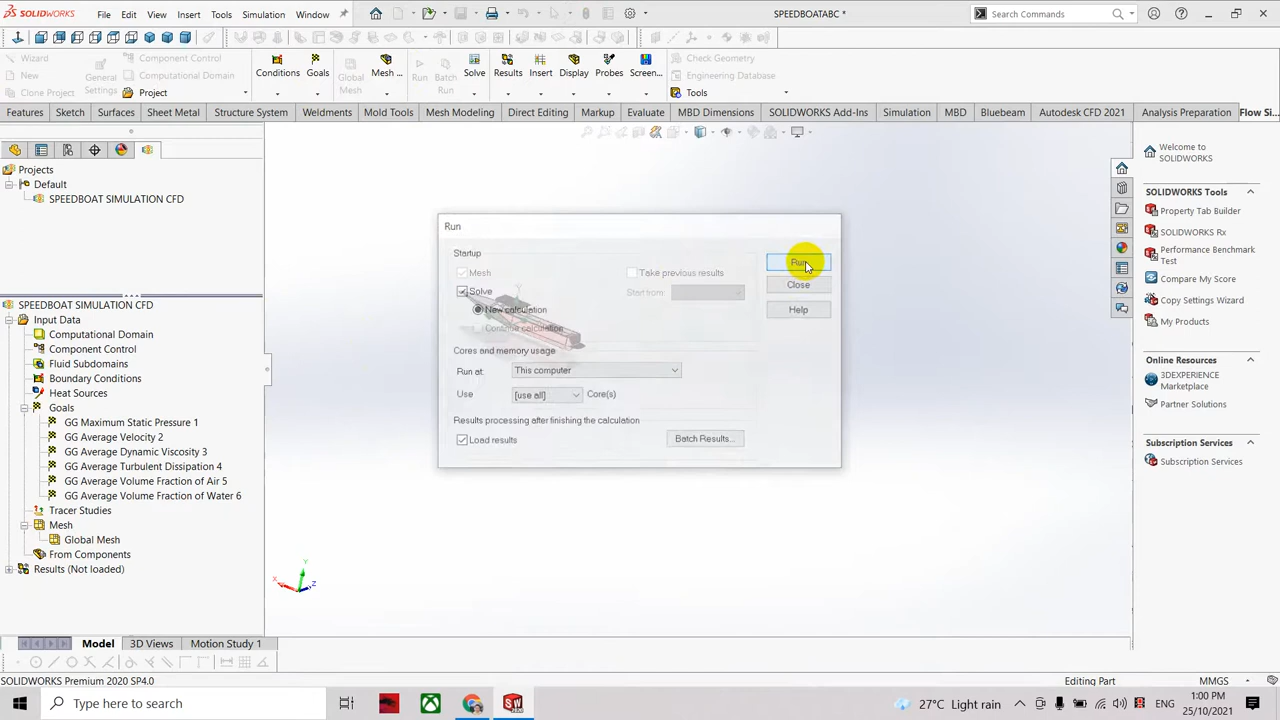 SOLIDWORKS File Edit View Insert Tools Simulation Window SPEEDBOATABC * Search Commands
Wizard
New
Clone Project
General Settings
Component Control
Computational Domain
Project
Conditions
Goals
Global Mesh
Mesh ...
Run
Batch Run
Solve
Results
Insert
Display
Probes
Screen...
Check Geometry
Engineering Database
Tools
Features Sketch Surfaces Sheet Metal Structure System Weldments Mold Tools Mesh Modeling Direct Editing Markup Evaluate MBD Dimensions SOLIDWORKS Add-Ins Simulation MBD Bluebeam Autodesk CFD 2021 Analysis Preparation Flow Si...
Projects
Default
SPEEDBOAT SIMULATION CFD
SPEEDBOAT SIMULATION CFD
Input Data
Computational Domain
Component Control
Fluid Subdomains
Boundary Conditions
Heat Sources
Goals
GG Maximum Static Pressure 1
GG Average Velocity 2
GG Average Dynamic Viscosity 3
GG Average Turbulent Dissipation 4
GG Average Volume Fraction of Air 5
GG Average Volume Fraction of Water 6
Tracer Studies
Mesh
Global Mesh
From Components
Results (Not loaded)
Run
Startup
Mesh
Take previous results
Solve
Start from:
New calculation
Continue calculation
Cores and memory usage
Run at: This computer
Use [use all] Core(s)
Results processing after finishing the calculation
Load results
Batch Results...
Run
Close
Help
Y
X
Z
Welcome to
SOLIDWORKS
SOLIDWORKS Tools
Property Tab Builder
SOLIDWORKS Rx
Performance Benchmark
Test
Compare My Score
Copy Settings Wizard
My Products
Online Resources
3DEXPERIENCE
Marketplace
Partner Solutions
Subscription Services
Subscription Services
Model 3D Views Motion Study 1
SOLIDWORKS Premium 2020 SP4.0 Editing Part MMGS
Type here to search
27°C Light rain
ENG
1:00 PM
25/10/2021